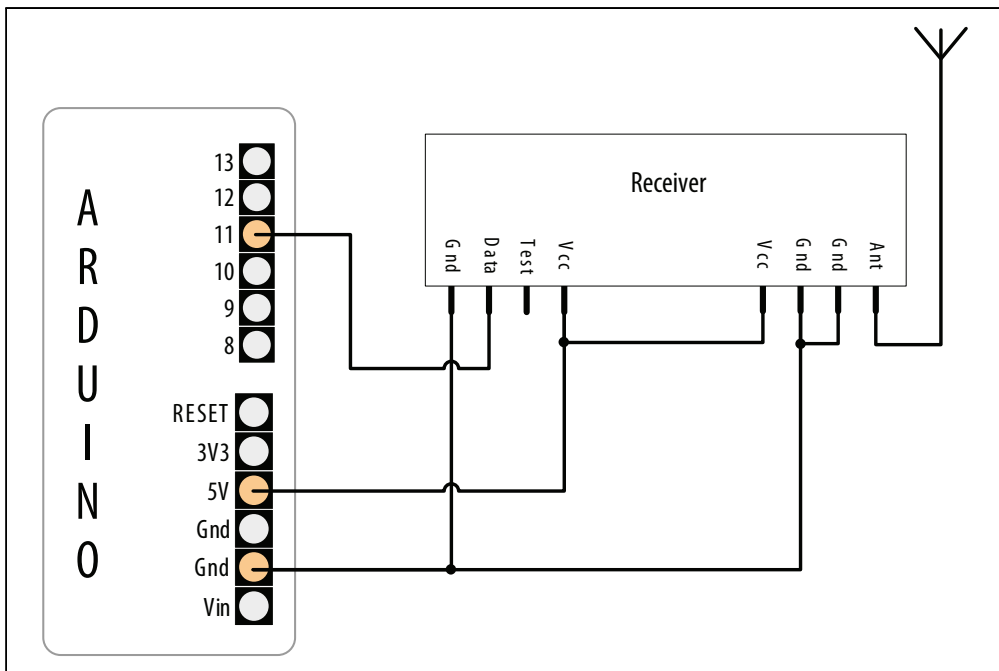 ARDUINO
13
12
11
10
9
8
RESET
3V3
5V
Gnd
Gnd
Vin
Receiver
Gnd
Data
Test
Vcc
Vcc
Gnd
Gnd
Ant